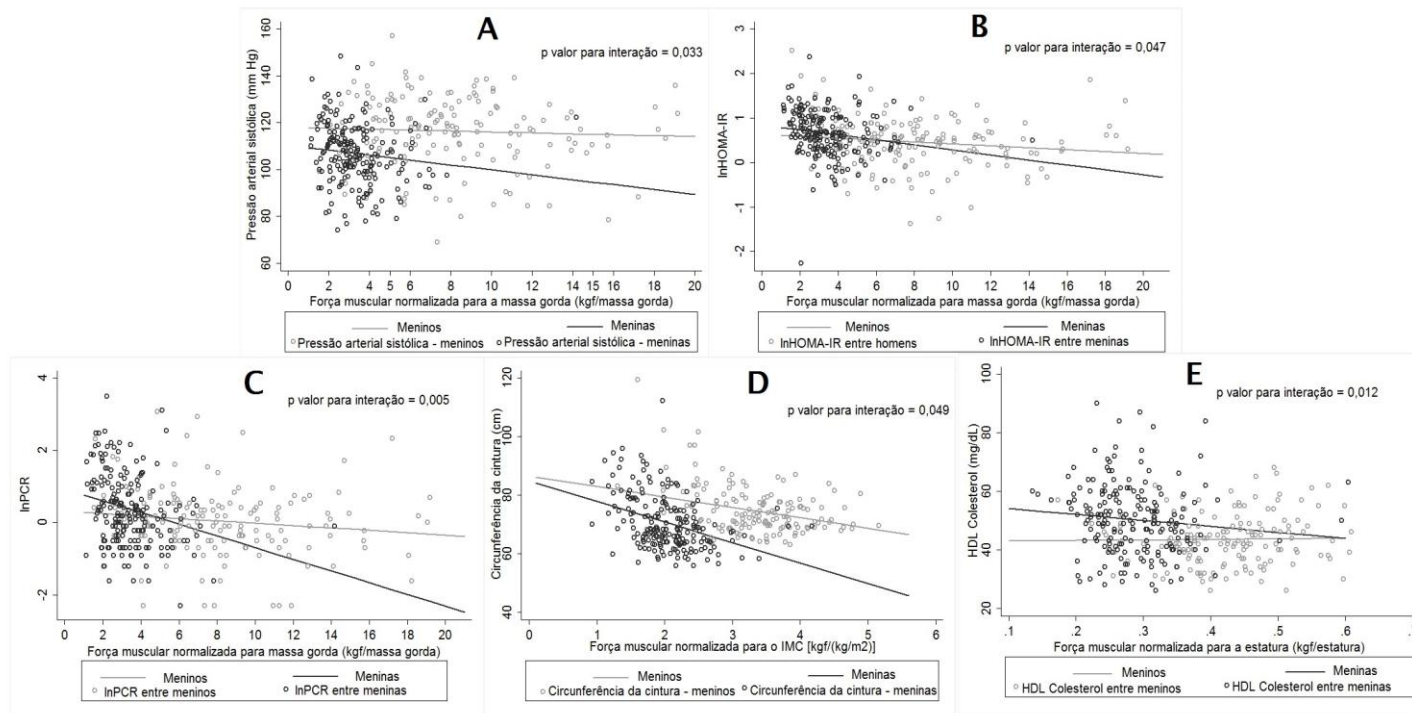 A
p valor para interação = 0,033
Pressão arterial sistólica (mm Hg)
160
140
120
100
80
60
0 2 4 5 6 8 10 12 14 15 16 18 20
Força muscular normalizada para a massa gorda (kgf/massa gorda)
Meninos Meninas
Pressão arterial sistólica - meninos Pressão arterial sistólica - meninas
B
p valor para interação = 0,047
lnHOMA-IR
3
2
1
0
-1
-2
0 2 4 6 8 10 12 14 16 18 20
Força muscular normalizada para massa gorda (kgf/massa gorda)
Meninos Meninas
lnHOMA-IR entre homens lnHOMA-IR entre meninas
C
p valor para interação = 0,005
lnPCR
4
2
0
-2
0 2 4 6 8 10 12 14 16 18 20
Força muscular normalizada para massa gorda (kgf/massa gorda)
Meninos Meninas
lnPCR entre meninos lnPCR entre meninas
D
p valor para interação = 0,049
Circunferência da cintura (cm)
120
100
80
60
40
0 1 2 3 4 5 6
Força muscular normalizada para o IMC [kgf/(kg/m2)]
Meninos Meninas
Circunferência da cintura - meninos Circunferência da cintura - meninas
E
p valor para interação = 0,012
HDL Colesterol (mg/dL)
100
80
60
40
20
.1 .2 .3 .4 .5 .6 .7
Força muscular normalizada para a estatura (kgf/estatura)
Meninos Meninas
HDL Colesterol entre meninos HDL Colesterol entre meninas